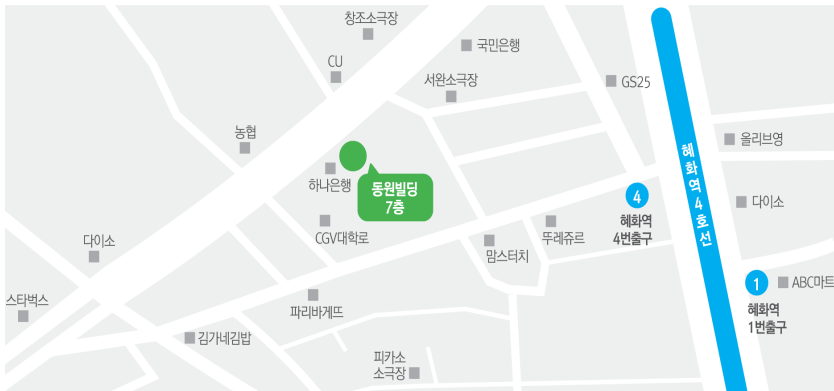 창조소극장
국민은행
CU
서완소극장
GS25
농협
올리브영
하나은행
동원빌딩
7층
혜화역 4호선
4
혜화역
4번출구
다이소
CGV대학로
뚜레쥬르
다이소
맘스터치
1
ABC마트
혜화역
1번출구
스타벅스
파리바게뜨
김가네김밥
피카소
소극장